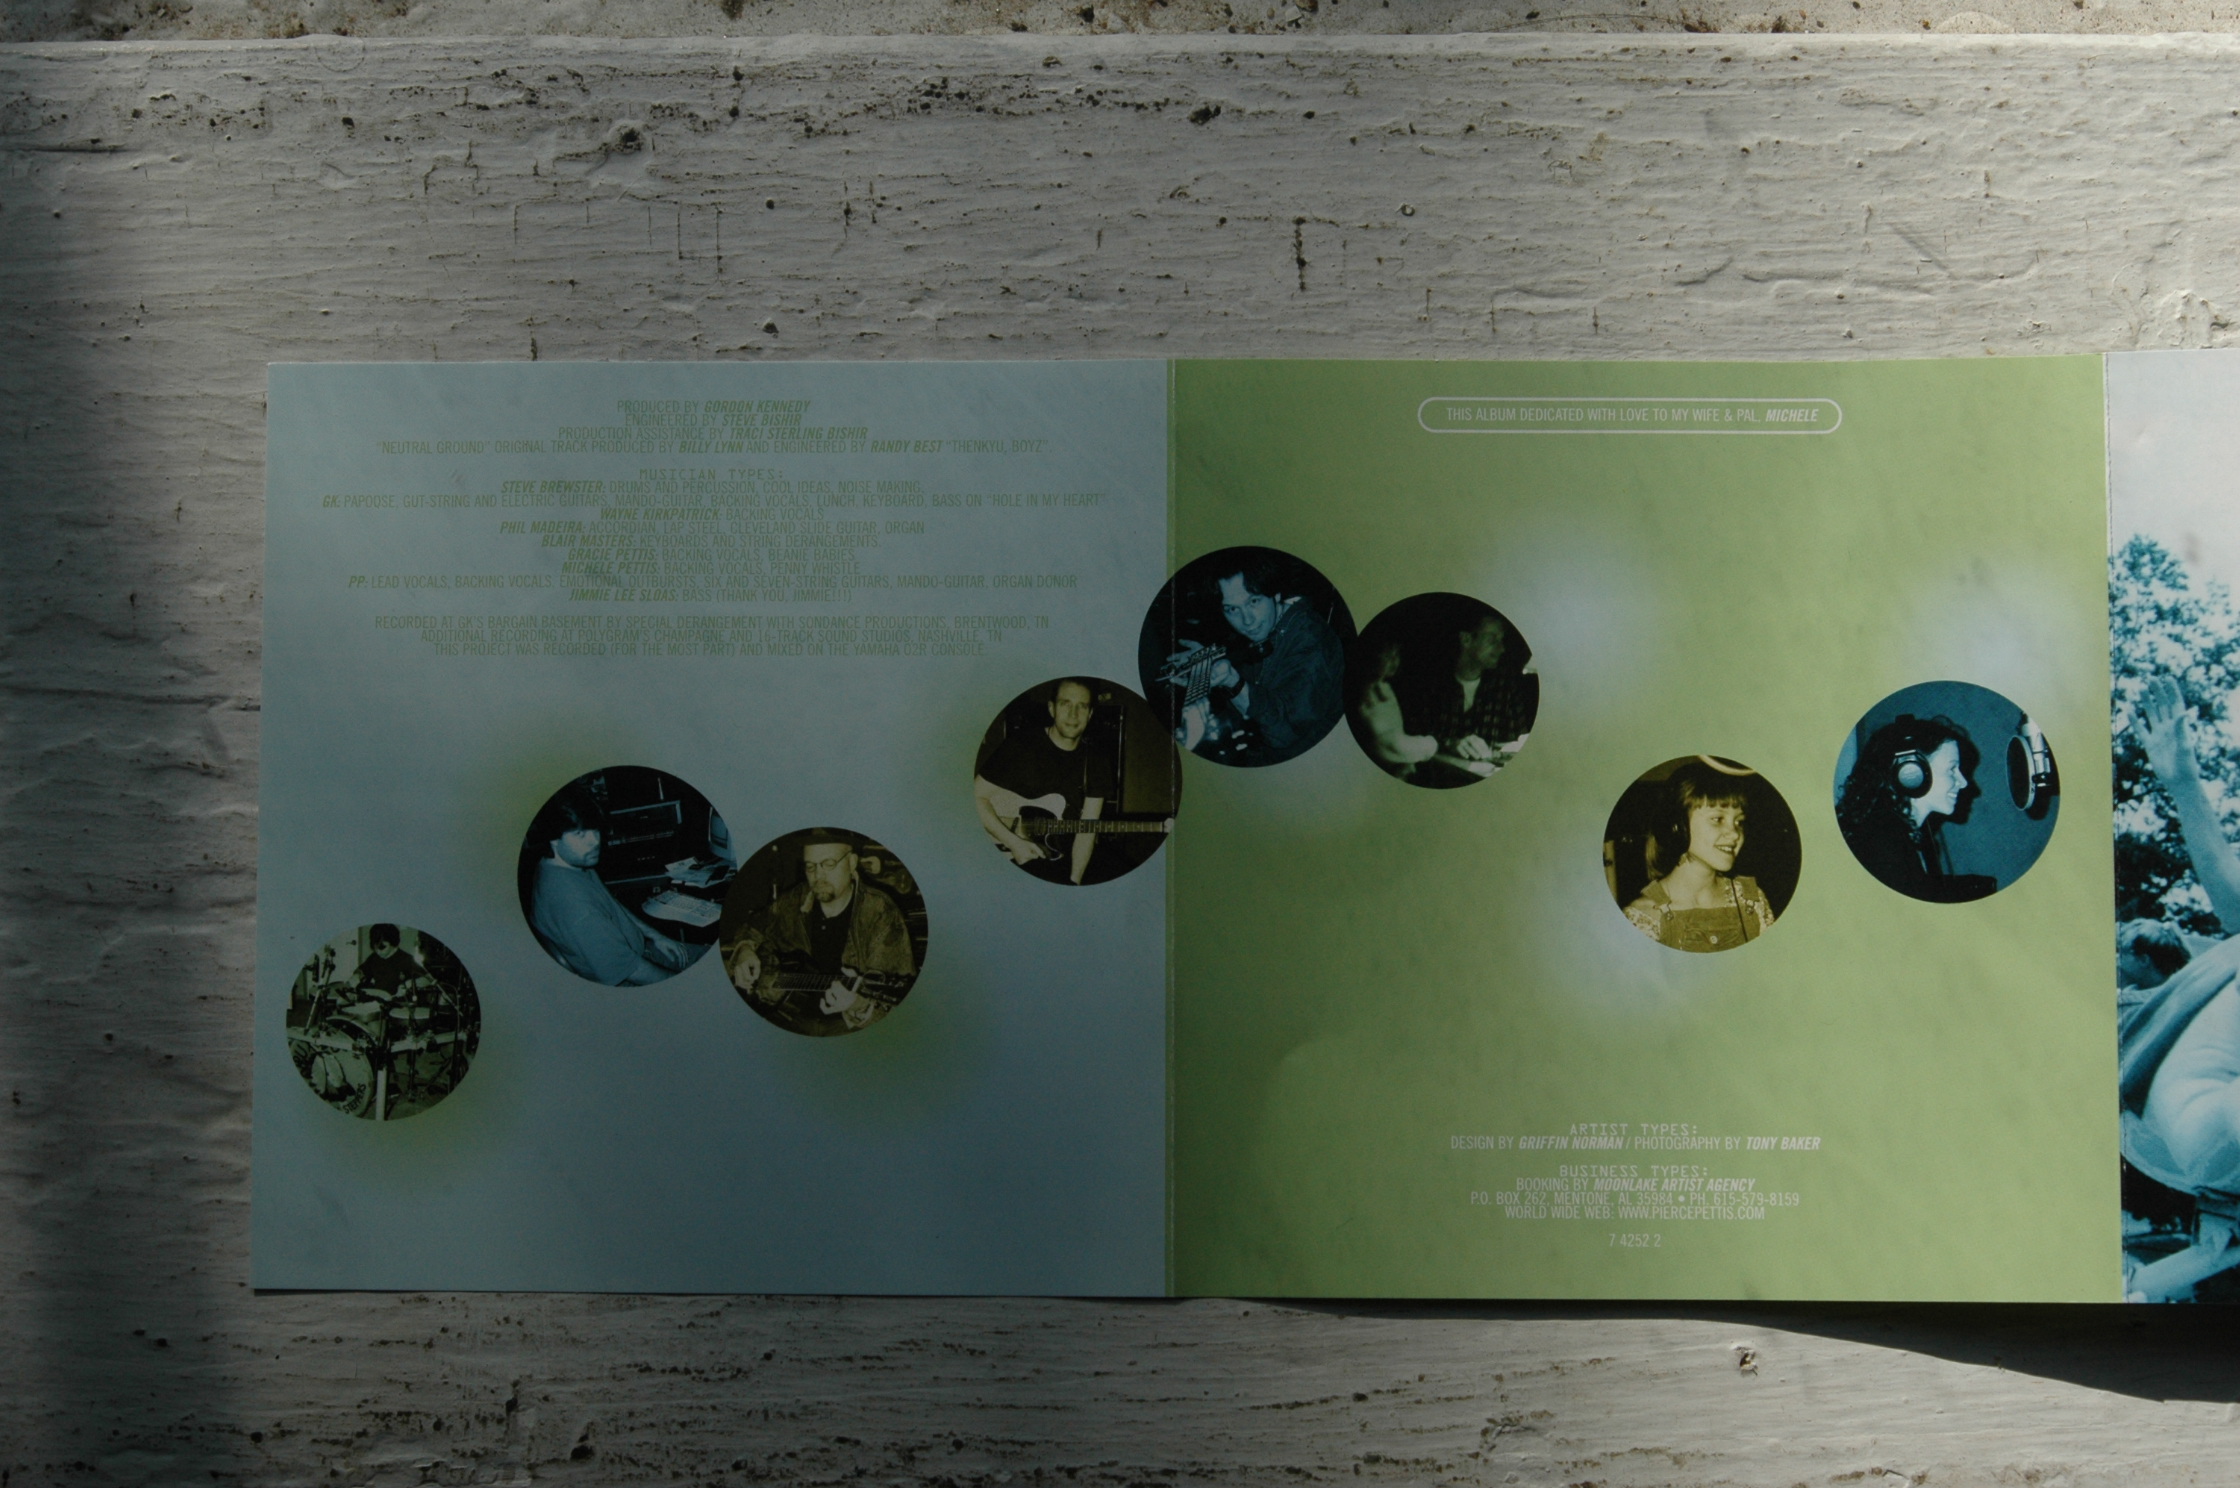 PRODUCED BY GORDON KENNEDY
ENGINEERED BY STEVE BISHIR
PRODUCTION ASSISTANCE BY TRACI STERLING BISHIR
"NEUTRAL GROUND" ORIGINAL TRACK PRODUCED BY BILLY LYNN AND ENGINEERED BY RANDY BEST "THENKYU, BOYZ".
MUSICIAN TYPES:
STEVE BREWSTER: DRUMS AND PERCUSSION, COOL IDEAS, NOISE MAKING.
GK: PAPOOSE, GUT-STRING AND ELECTRIC GUITARS, MANDO-GUITAR, BACKING VOCALS, LUNCH, KEYBOARD, BASS ON "HOLE IN MY HEART"
WAYNE KIRKPATRICK: BACKING VOCALS
PHIL MADEIRA: ACCORDIAN, LAP STEEL, CLEVELAND SLIDE GUITAR, ORGAN
BLAIR MASTERS: KEYBOARDS AND STRING DERANGEMENTS
GRACIE PETTIS: BACKING VOCALS, BEANIE BABIES
MICHELE PETTIS: BACKING VOCALS, PENNY WHISTLE
PP: LEAD VOCALS, BACKING VOCALS, EMOTIONAL OUTBURSTS, SIX AND SEVEN-STRING GUITARS, MANDO-GUITAR, ORGAN DONOR
JIMMIE LEE SLOAS: BASS (THANK YOU, JIMMIE!!!)
RECORDED AT GK'S BARGAIN BASEMENT BY SPECIAL DERANGEMENT WITH SONDANCE PRODUCTIONS, BRENTWOOD, TN
ADDITIONAL RECORDING AT POLYGRAM'S CHAMPAGNE AND 16-TRACK SOUND STUDIOS, NASHVILLE, TN
THIS PROJECT WAS RECORDED (FOR THE MOST PART) AND MIXED ON THE YAMAHA 02R CONSOLE.
THIS ALBUM DEDICATED WITH LOVE TO MY WIFE & PAL, MICHELE
ARTIST TYPES:
DESIGN BY GRIFFIN NORMAN / PHOTOGRAPHY BY TONY BAKER
BUSINESS TYPES:
BOOKING BY MOONLAKE ARTIST AGENCY
P.O. BOX 262, MENTONE, AL 35984 • PH. 615-579-8159
WORLD WIDE WEB: WWW.PIERCEPETTIS.COM
7 4252 2